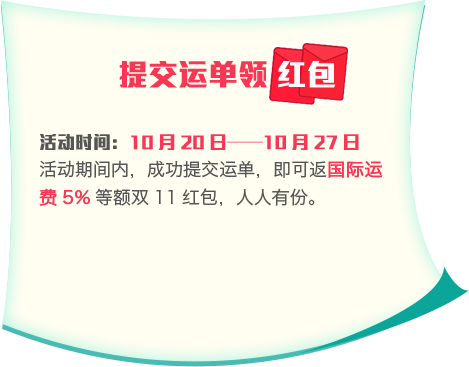 提交运单领红包
活动时间：10月20日——10月27日
活动期间内，成功提交运单，即可返国际运
费 5% 等额双 11 红包，人人有份。